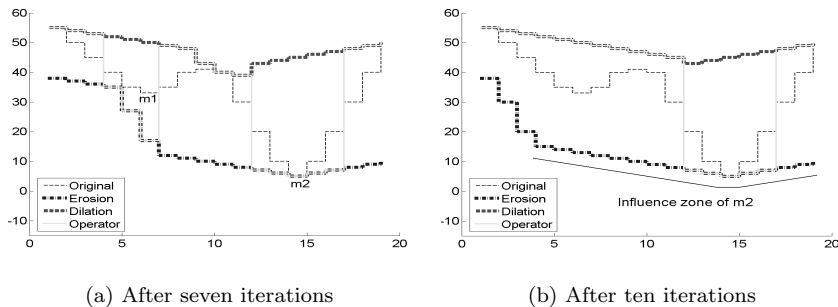 60
50
40
30
20
10
0
-10
m1
m2
Original
Erosion
Dilation
Operator
0 5 10 15 20
(a) After seven iterations
60
50
40
30
20
10
0
-10
Original
Erosion
Dilation
Operator
Influence zone of m2
0 5 10 15 20
(b) After ten iterations